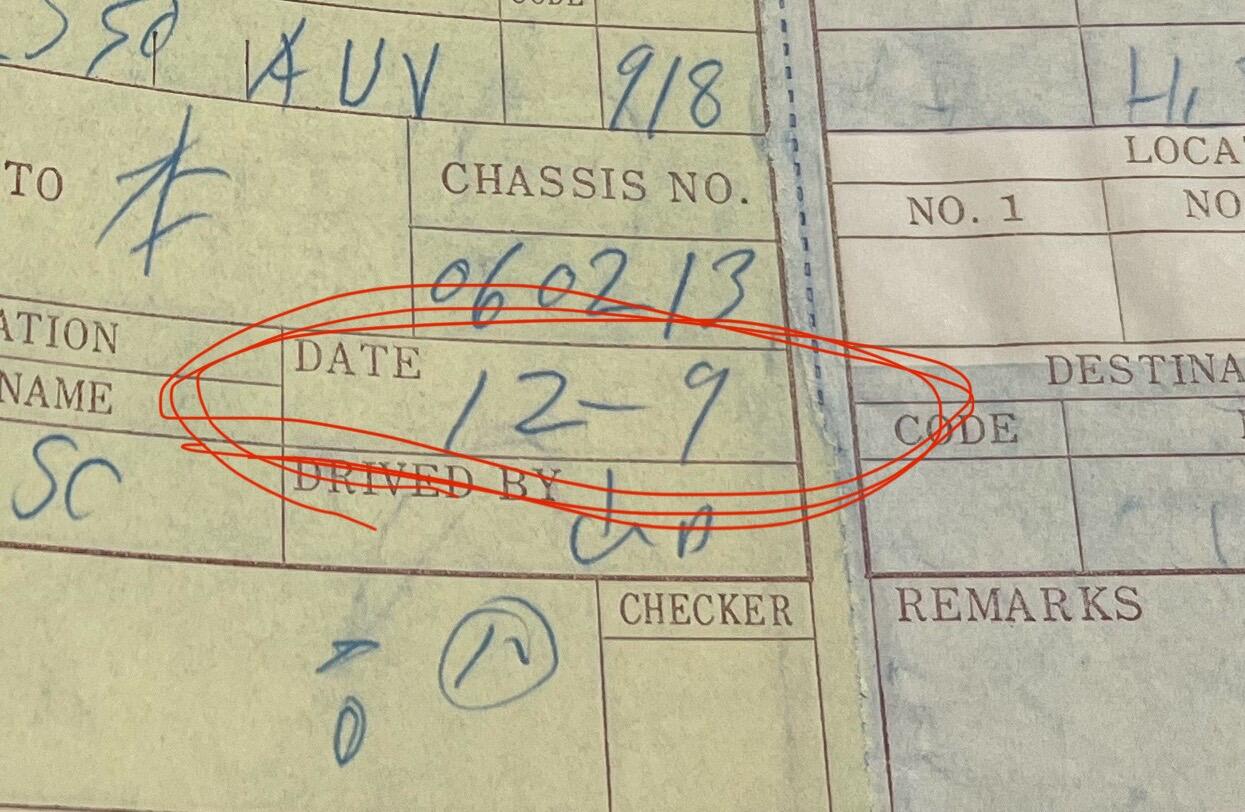 AUV 918
TO CHASSIS NO.
060213
LOCA
NO. 1 NO
ATION DATE 12-9
NAME
DESTINA
CODE
SC DRIVED BY
CHECKER
REMARKS